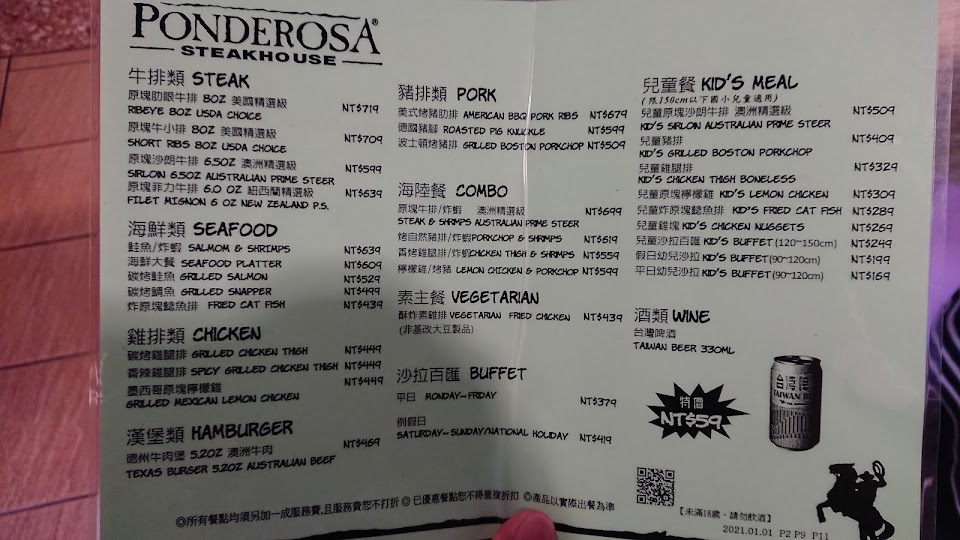 PONDEROSA®
STEAKHOUSE
牛排類 STEAK
原塊肋眼牛排 8OZ 美國精選級
RIBEYE 8OZ USDA CHOICE NT$719
原塊牛小排 8OZ 美國精選級
SHORT RIBS 8OZ USDA CHOICE NT$709
原塊沙朗牛排 6.5OZ 澳洲精選級
SIRLOIN 6.5OZ AUSTRALIAN PRIME STEER NT$599
原塊菲力牛排 6.0 OZ 紐西蘭精選級
FILET MIGNON 6 OZ NEW ZEALAND P.S. NT$639
海鮮類 SEAFOOD
鮭魚/炸蝦 SALMOM & SHRIMPS NT$639
海鮮大餐 SEAFOOD PLATTER NT$609
碳烤鮭魚 GRILLED SALMON NT$529
碳烤鯛魚 GRILLED SNAPPER NT$499
炸原塊鯰魚排 FRIED CAT FISH NT$439
雞排類 CHICKEN
碳烤雞腿排 GRILLED CHICKEN THIGH NT$449
香辣雞腿排 SPICY GRILLED CHICKEN THIGH NT$449
墨西哥原塊檸檬雞 NT$449
GRILLED MEXICAN LEMON CHICKEN
漢堡類 HAMBURGER
德州牛肉堡 5.2OZ 澳洲牛肉 NT$469
TEXAS BURGER 5.2OZ AUSTRALIAN BEEF
豬排類 PORK
美式烤豬肋排 AMERICAN BBQ PORK RIBS NT$679
德國豬腳 ROASTED PIG KNUCKLE NT$599
波士頓烤豬排 GRILLED BOSTON PORKCHOP NT$509
海陸餐 COMBO
原塊牛排/炸蝦 澳洲精選級 NT$699
STEAK & SHRMPS AUSTRALIAN PRIME STEER
烤自然豬排/炸蝦PORKCHOP & SHRIMPS NT$619
香烤雞腿排/炸蝦CHICKEN THIGH & SHRIMPS NT$559
檸檬雞/烤豬 LEMON CHICKEN & PORKCHOP NT$599
素主餐 VEGETARIAN
酥炸素雞排 VEGETARIAN FRIED CHICKEN NT$439
(非基改大豆製品)
沙拉百匯 BUFFET
平日 MONDAY~FRIDAY NT$379
例假日
SATURDAY~SUNDAY/NATIONAL HOLIDAY NT$419
兒童餐 KID'S MEAL
(限150cm以下國小兒童適用)
兒童原塊沙朗牛排 澳洲精選級 NT$509
KID'S SIRLON AUSTRALIAN PRIME STEER
兒童豬排 NT$409
KID'S GRILLED BOSTON PORKCHOP
兒童雞腿排 NT$329
KID'S CHICKEN THIGH BONELESS
兒童原塊檸檬雞 KID'S LEMON CHICKEN NT$309
兒童炸原塊鯰魚排 KID'S FRIED CAT FISH NT$289
兒童雞塊 KID'S CHICKEN NUGGETS NT$269
兒童沙拉百匯 KID'S BUFFET (120~150cm) NT$249
假日幼兒沙拉 KID'S BUFFET(90~120cm) NT$199
平日幼兒沙拉 KID'S BUFFET(90~120cm) NT$169
酒類 WINE
台灣啤酒
TAIWAN BEER 330ML
特價
NT$59
台灣啤
TAIWAN
【未滿18歲，請勿飲酒】
2021.01.01 P2 P9 P11
◎所有餐點均須另加一成服務費,且服務費恕不打折 ◎已優惠餐點恕不得重複折扣 ◎產品以實際出餐為準